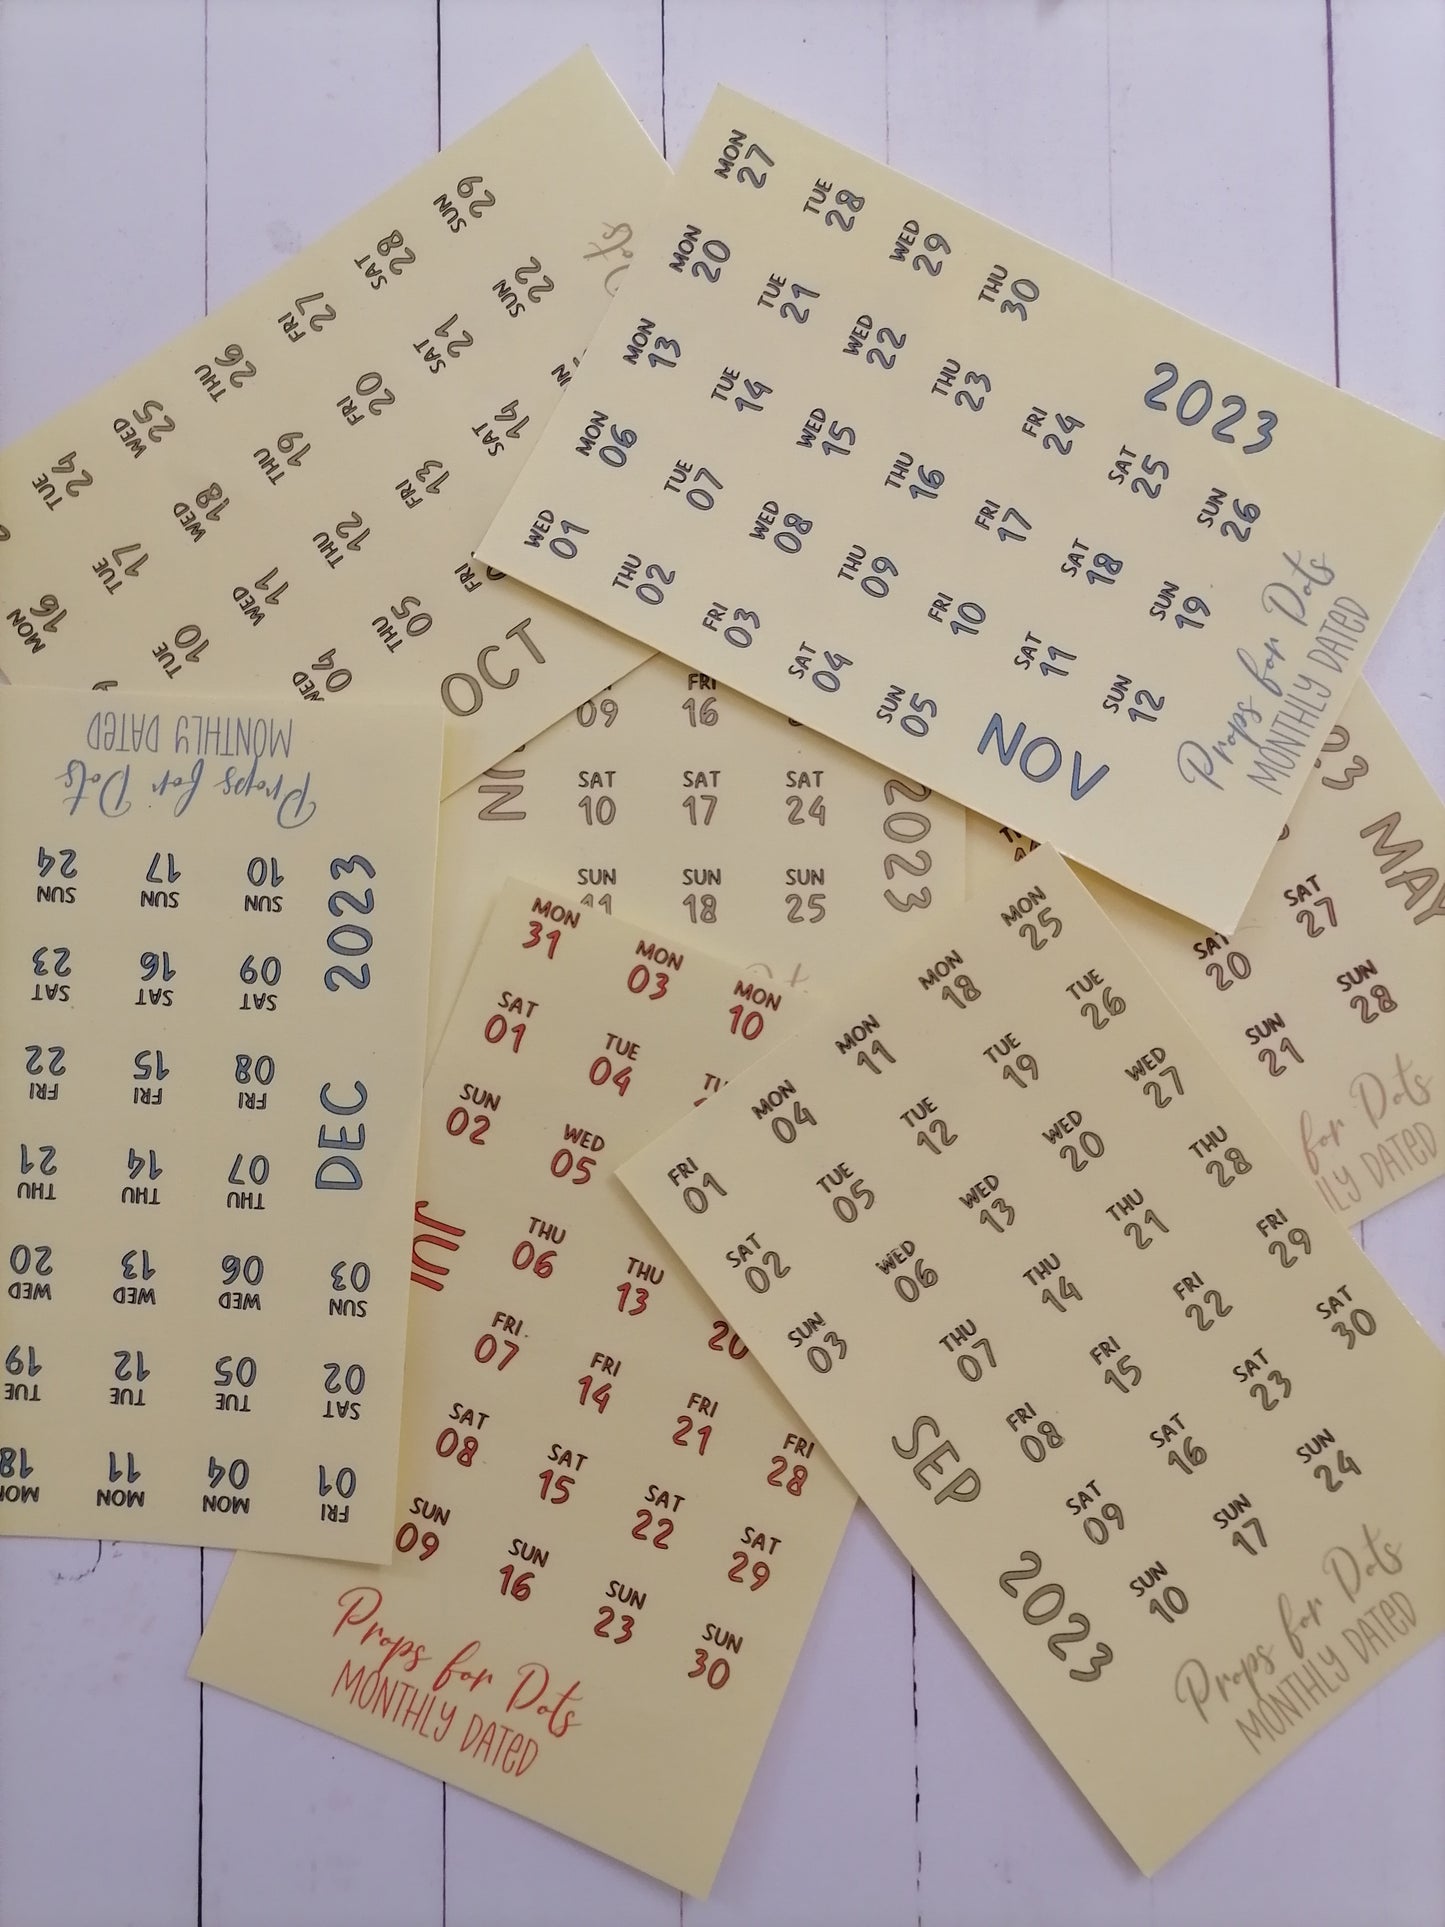 SUN 29
SAT 28
SUN 22
FRI 27
SAT 21
THU 26
FRI 20
SAT 14
WED 25
THU 19
FRI 13
TUE 24
WED 18
THU 12
FRI
TUE 17
WED 11
THU 05
MON 16
TUE 10
WED 04
OCT
Dots
MON 27
TUE 28
WED 29
THU 30
MON 20
TUE 21
WED 22
THU 23
FRI 24
SAT 25
SUN 26
MON 13
TUE 14
WED 15
THU 16
FRI 17
SAT 18
SUN 19
MON 06
TUE 07
WED 08
THU 09
FRI 10
SAT 11
SUN 12
WED 01
THU 02
FRI 03
SAT 04
SUN 05
NOV
2023
Props for Dots
MONTHLY DATED
09
FRI 16
SAT 10
SAT 17
SAT 24
SUN 11
SUN 18
SUN 25
2023
MAY
SAT 20
SAT 27
SUN 21
SUN 28
for Dots
DATED
Props for Dots
MONTHLY DATED
DEC 2023
FRI 01
SAT 02
SUN 03
MON 04
TUE 05
WED 06
THU 07
FRI 08
SAT 09
SUN 10
MON 11
TUE 12
WED 13
THU 14
FRI 15
SAT 16
SUN 17
MON 18
TUE 19
WED 20
THU 21
FRI 22
SAT 23
SUN 24
MON 31
MON 03
MON 10
SAT 01
TUE 04
SUN 02
WED 05
JUL
THU 06
THU 13
20
FRI 07
FRI 14
FRI 21
FRI 28
SAT 08
SAT 15
SAT 22
SAT 29
SUN 09
SUN 16
SUN 23
SUN 30
Props for Dots
MONTHLY DATED
MON 04
MON 11
MON 18
MON 25
FRI 01
TUE 05
TUE 12
TUE 19
TUE 26
SAT 02
WED 06
WED 13
WED 20
WED 27
SUN 03
THU 07
THU 14
THU 21
THU 28
SEP
FRI 08
FRI 15
FRI 22
FRI 29
SAT 09
SAT 16
SAT 23
SAT 30
2023
SUN 10
SUN 17
SUN 24
Props for Dots
MONTHLY DATED